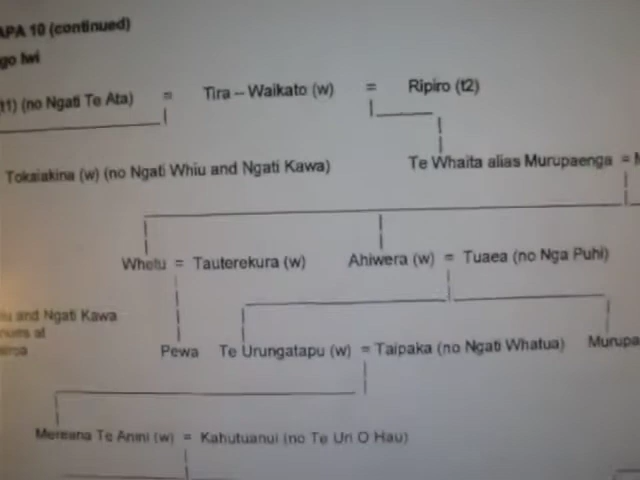 APA 10 (continued)
go Iwi
t1) (no Ngati Te Ata) = Tira – Waikato (w) = Ripiro (t2)
Tokaiakina (w) (no Ngati Whiu and Ngati Kawa) Te Whaita alias Murupaenga = M
Whetu = Tauterekura (w) Ahiwera (w) = Tuaea (no Nga Puhi)
iu and Ngati Kawa
Pewa Te Urungatapu (w) = Taipaka (no Ngati Whatua) Murupa
Mereana Te Anini (w) = Kahutuanui (no Te Uri O Hau)